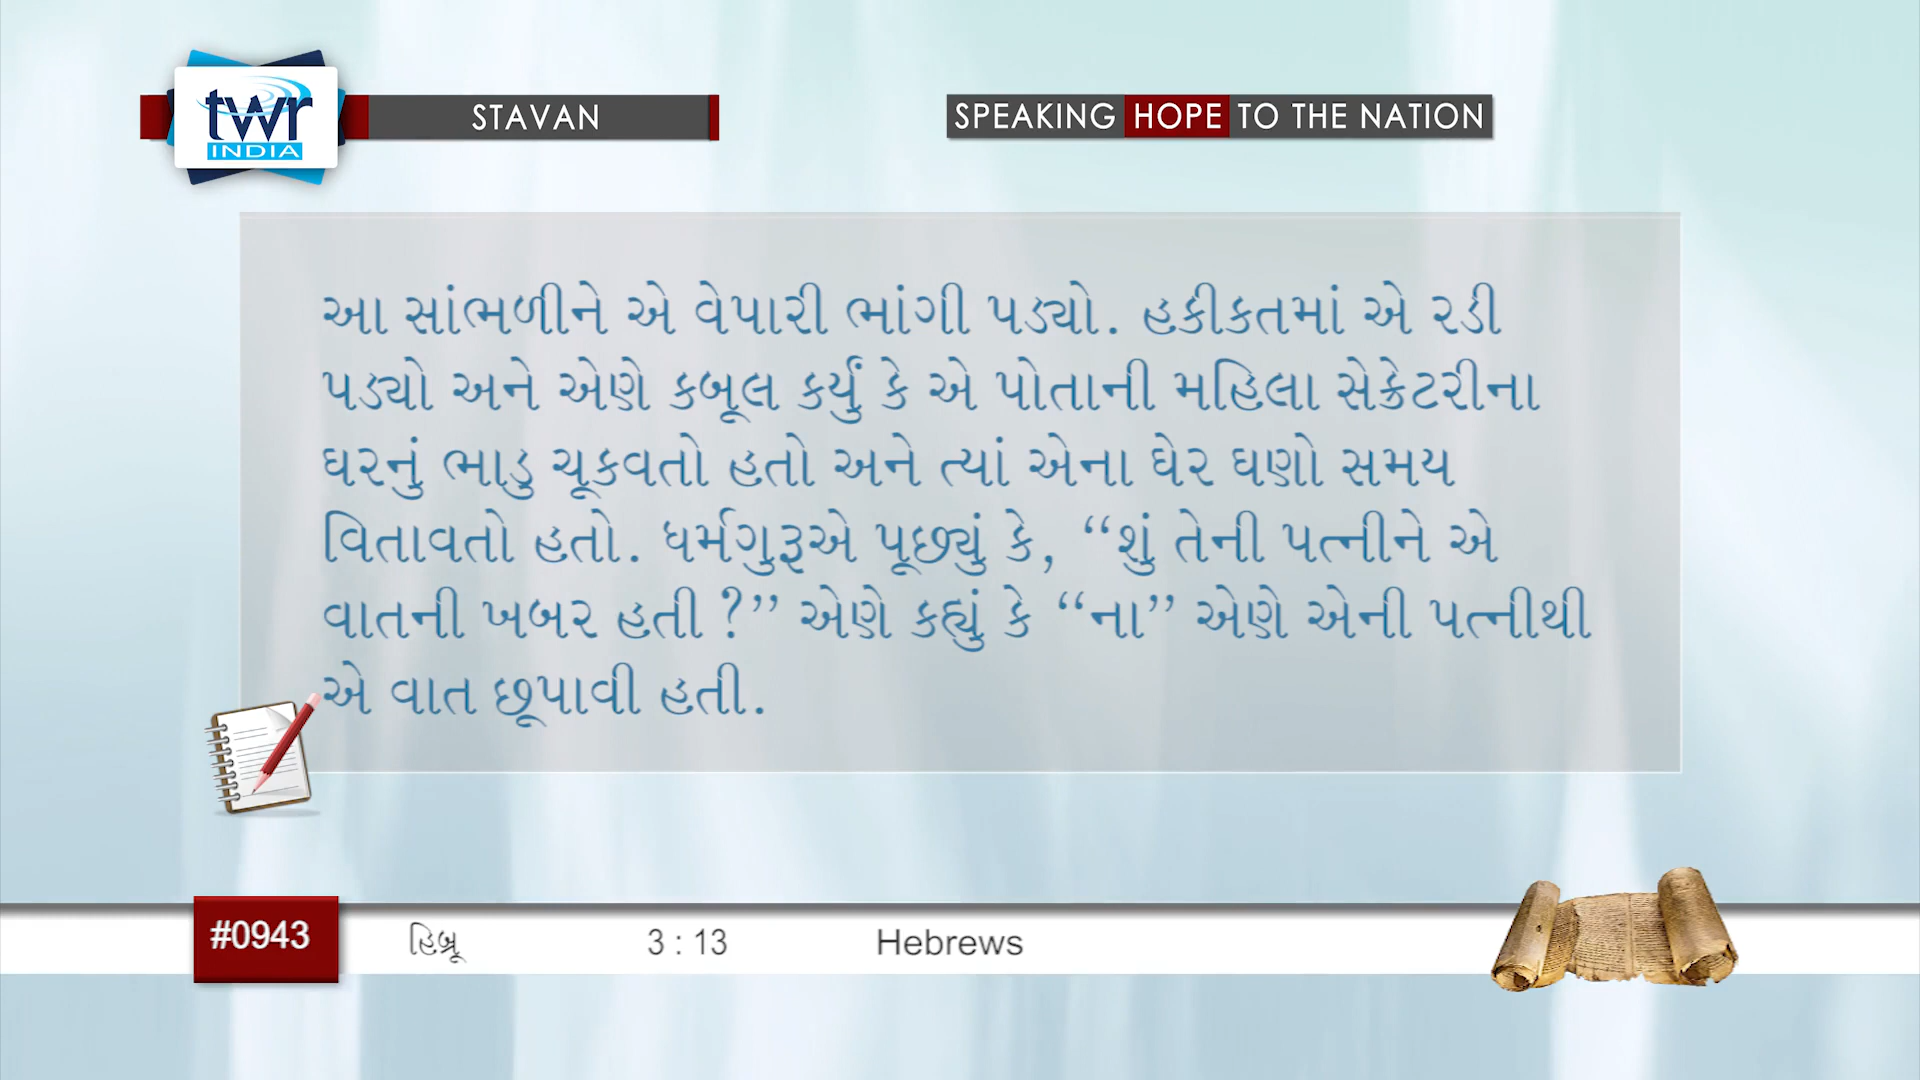 twr
INDIA
STAVAN
SPEAKING HOPE TO THE NATION
આ સાંભળીને એ વેપારી ભાંગી પડ્યો. હકીકતમાં એ રડી
પડ્યો અને એણે કબૂલ કર્યું કે એ પોતાની મહિલા સેક્રેટરીના
ઘરનું ભાડુ ચૂકવતો હતો અને ત્યાં એના ઘેર ઘણો સમય
વિતાવતો હતો. ધર્મગુરૂએ પૂછ્યું કે, “શું તેની પત્નીને એ
વાતની ખબર હતી ?” એણે કહ્યું કે “ના” એણે એની પત્નીથી
એ વાત છૂપાવી હતી.
#0943 હિબ્રૂ 3 : 13 Hebrews